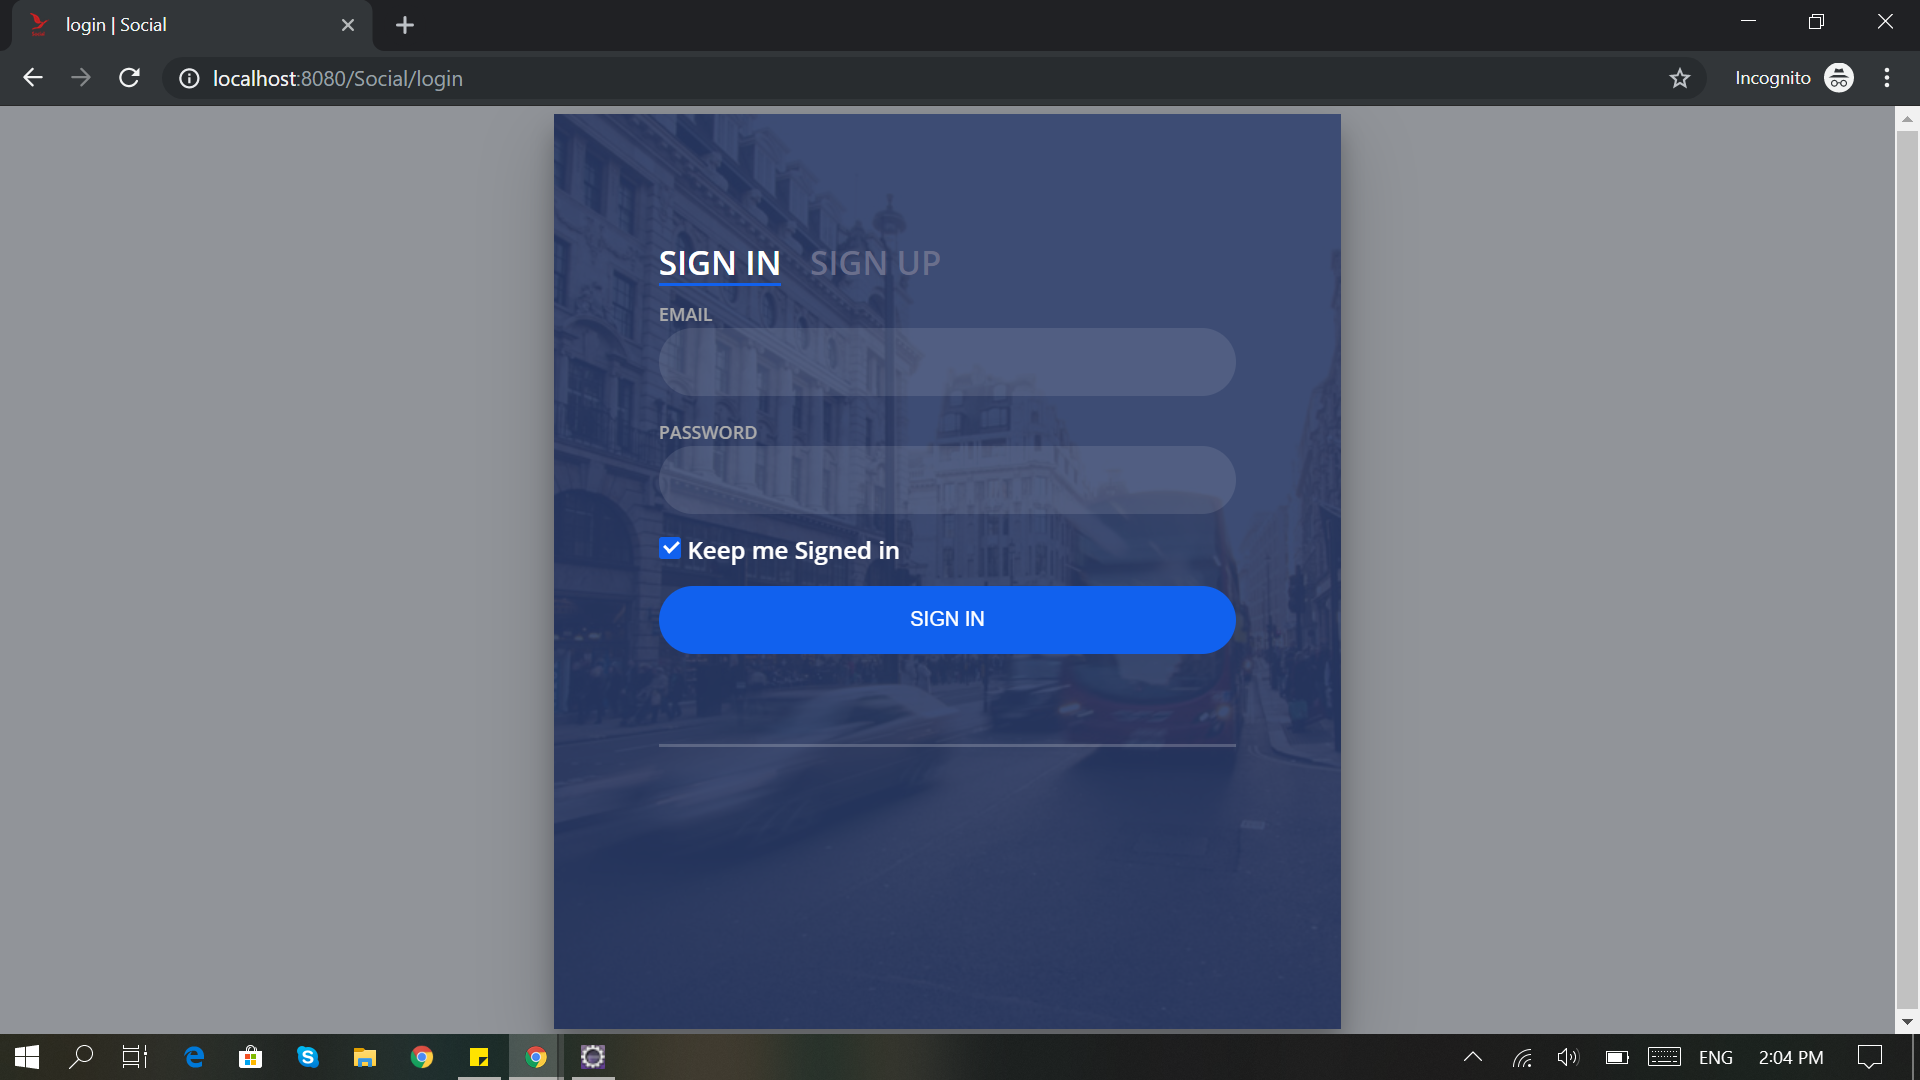 login | Social
localhost:8080/Social/login
Incognito
SIGN IN SIGN UP
EMAIL
PASSWORD
Keep me Signed in
SIGN IN
ENG
2:04 PM